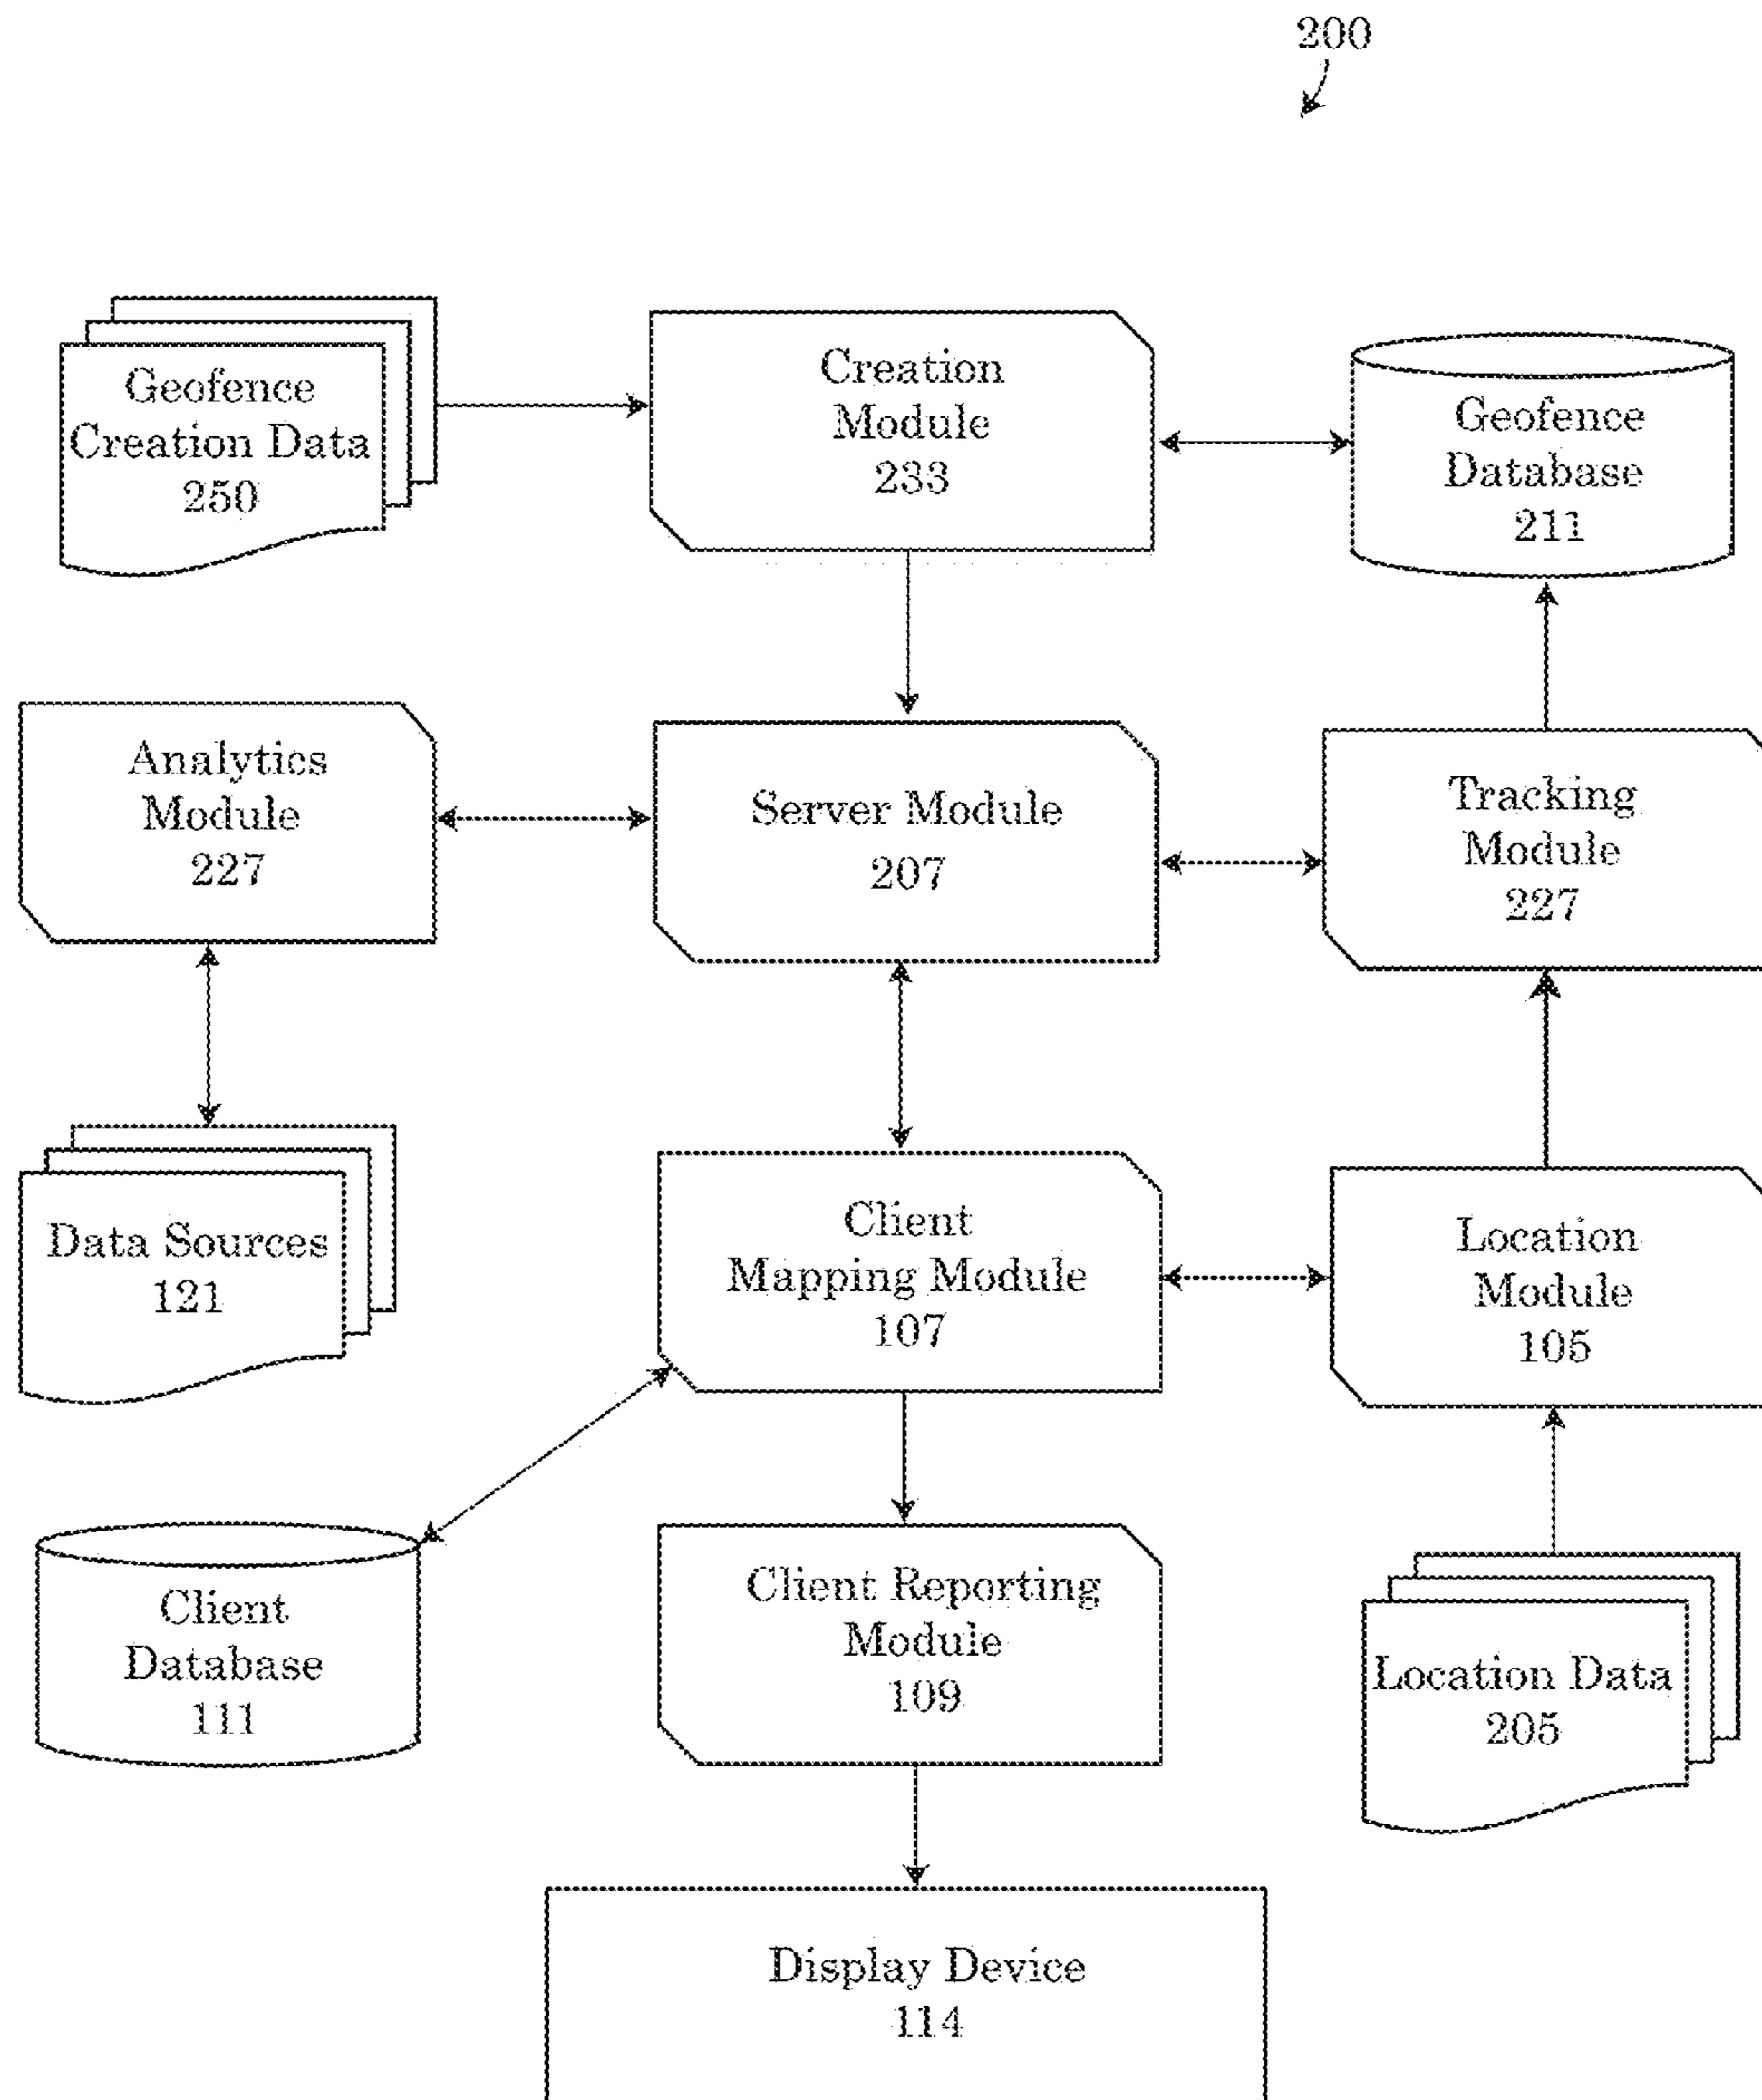 200
Geofence
Creation Data
250
Creation
Module
233
Geofence
Database
211
Analytics
Module
227
Server Module
207
Tracking
Module
227
Data Sources
121
Client
Mapping Module
107
Location
Module
105
Client
Database
111
Client Reporting
Module
109
Location Data
205
Display Device
114